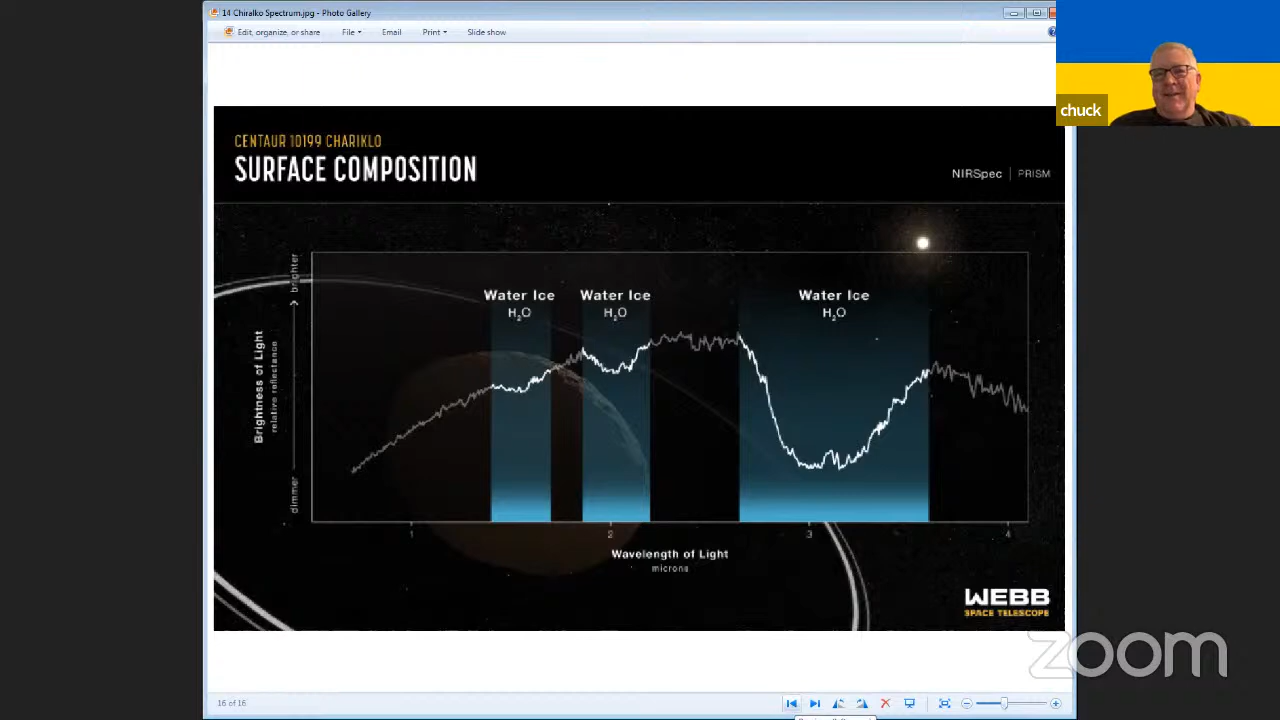 14 Chiralko Spectrum.jpg - Photo Gallery
Edit, organize, or share File Email Print Slide show
chuck
CENTAUR 10199 CHARIKLO
SURFACE COMPOSITION
NIRSpec | PRISM
brighter
Water Ice Water Ice Water Ice
H₂O H₂O H₂O
Brightness of Light
relative reflectance
dimmer
1 2 3 4
Wavelength of Light
microns
WEBB
SPACE TELESCOPE
zoom
16 of 16